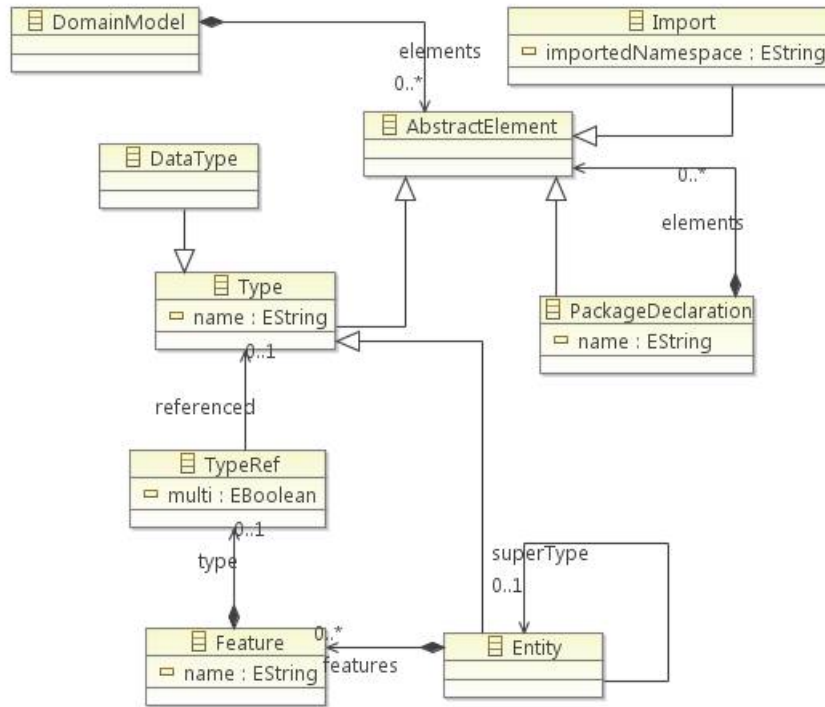 DomainModel
Import
importedNamespace : EString
elements
0..*
AbstractElement
DataType
0..*
elements
Type
name : EString
PackageDeclaration
name : EString
0..1
referenced
TypeRef
multi : EBoolean
0..1
type
superType
0..1
Feature
name : EString
0..*
features
Entity